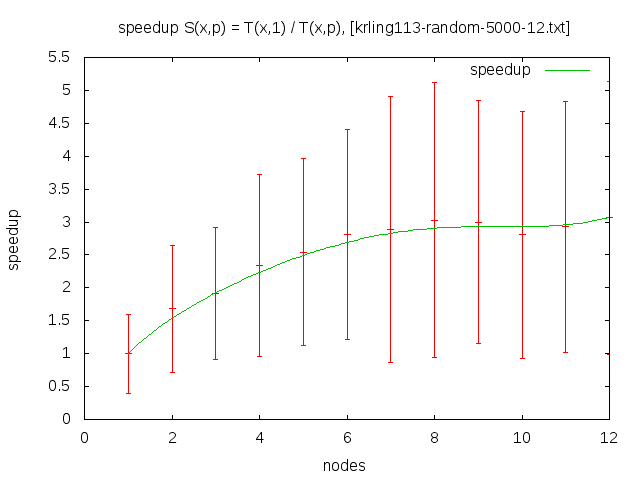 speedup S(x,p) = T(x,1) / T(x,p), [krling113-random-5000-12.txt]
speedup
5.5
5
4.5
4
3.5
3
2.5
2
1.5
1
0.5
0
speedup
0 2 4 6 8 10 12
nodes